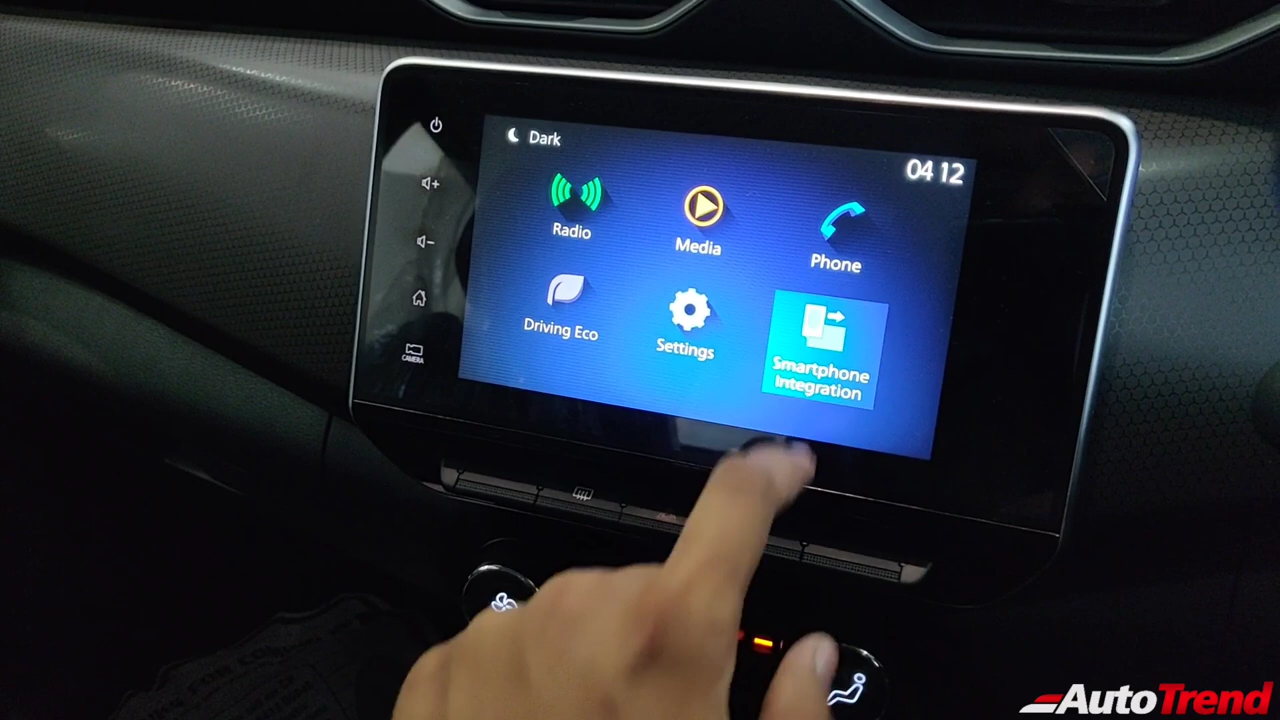 Dark
04 12
Radio
Media
Phone
Driving Eco
Settings
Smartphone
Integration
CAMERA
AutoTrend